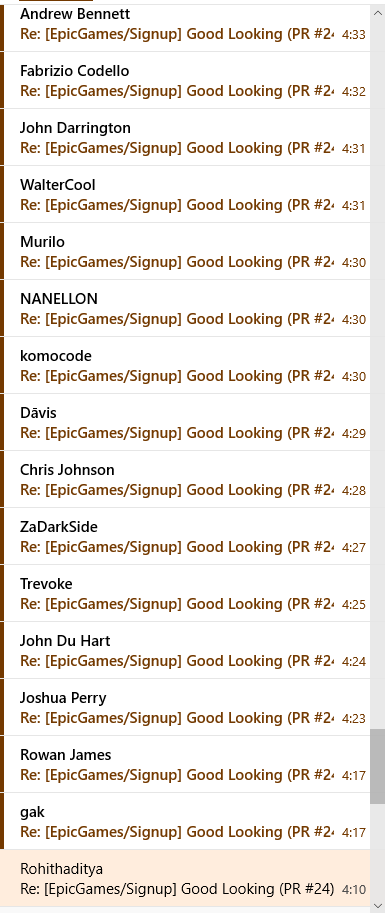 Andrew Bennett
Re: [EpicGames/Signup] Good Looking (PR #24 4:33
Fabrizio Codello
Re: [EpicGames/Signup] Good Looking (PR #24 4:32
John Darrington
Re: [EpicGames/Signup] Good Looking (PR #24 4:31
WalterCool
Re: [EpicGames/Signup] Good Looking (PR #24 4:31
Murilo
Re: [EpicGames/Signup] Good Looking (PR #24 4:30
NANELLON
Re: [EpicGames/Signup] Good Looking (PR #24 4:30
komocode
Re: [EpicGames/Signup] Good Looking (PR #24 4:30
Dāvis
Re: [EpicGames/Signup] Good Looking (PR #24 4:29
Chris Johnson
Re: [EpicGames/Signup] Good Looking (PR #24 4:28
ZaDarkSide
Re: [EpicGames/Signup] Good Looking (PR #24 4:27
Trevoke
Re: [EpicGames/Signup] Good Looking (PR #24 4:25
John Du Hart
Re: [EpicGames/Signup] Good Looking (PR #24 4:24
Joshua Perry
Re: [EpicGames/Signup] Good Looking (PR #24 4:23
Rowan James
Re: [EpicGames/Signup] Good Looking (PR #24 4:17
gak
Re: [EpicGames/Signup] Good Looking (PR #24 4:17
Rohithaditya
Re: [EpicGames/Signup] Good Looking (PR #24) 4:10